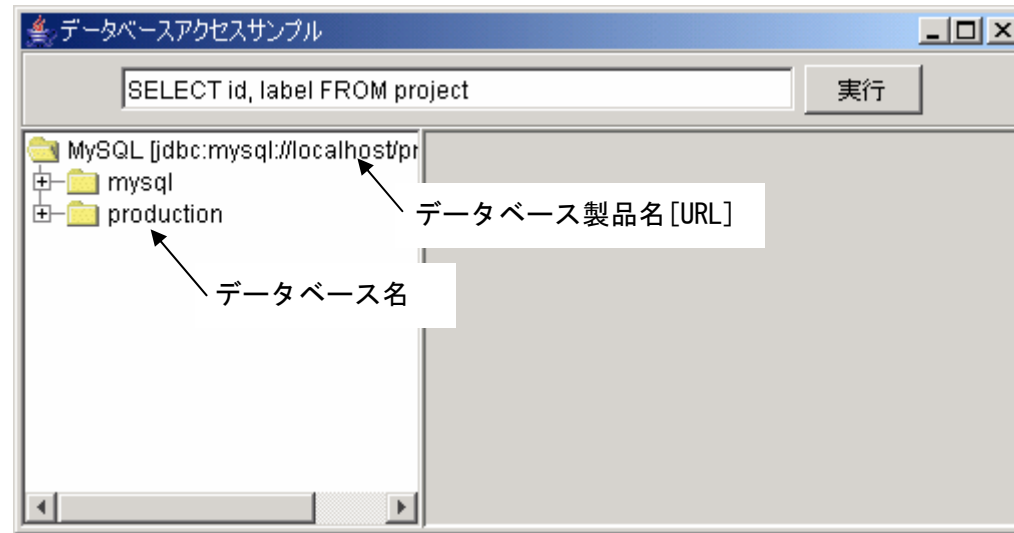 データベースアクセスサンプル
SELECT id, label FROM project
実行
MySQL [jdbc:mysql://localhost/pr
mysql
production
データベース製品名[URL]
データベース名